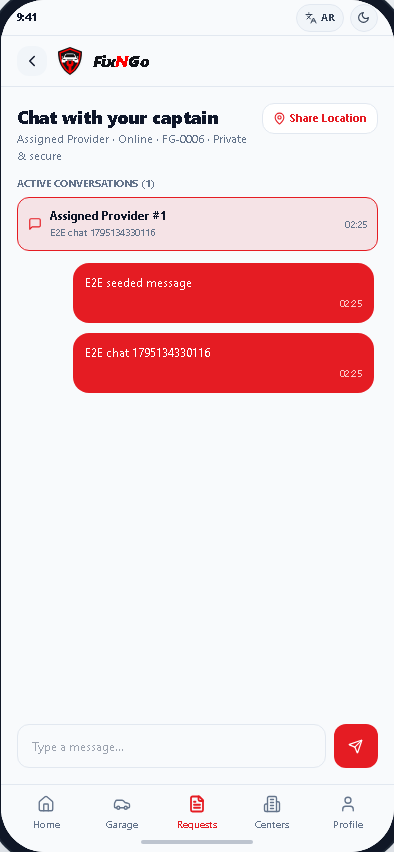 9:41
AR
FixNGo
Chat with your captain
Share Location
Assigned Provider · Online · FG-0006 · Private
& secure
ACTIVE CONVERSATIONS (1)
Assigned Provider #1
02:25
E2E chat 1795134330116
E2E seeded message
02:25
E2E chat 1795134330116
02:25
Type a message...
Home
Garage
Requests
Centers
Profile